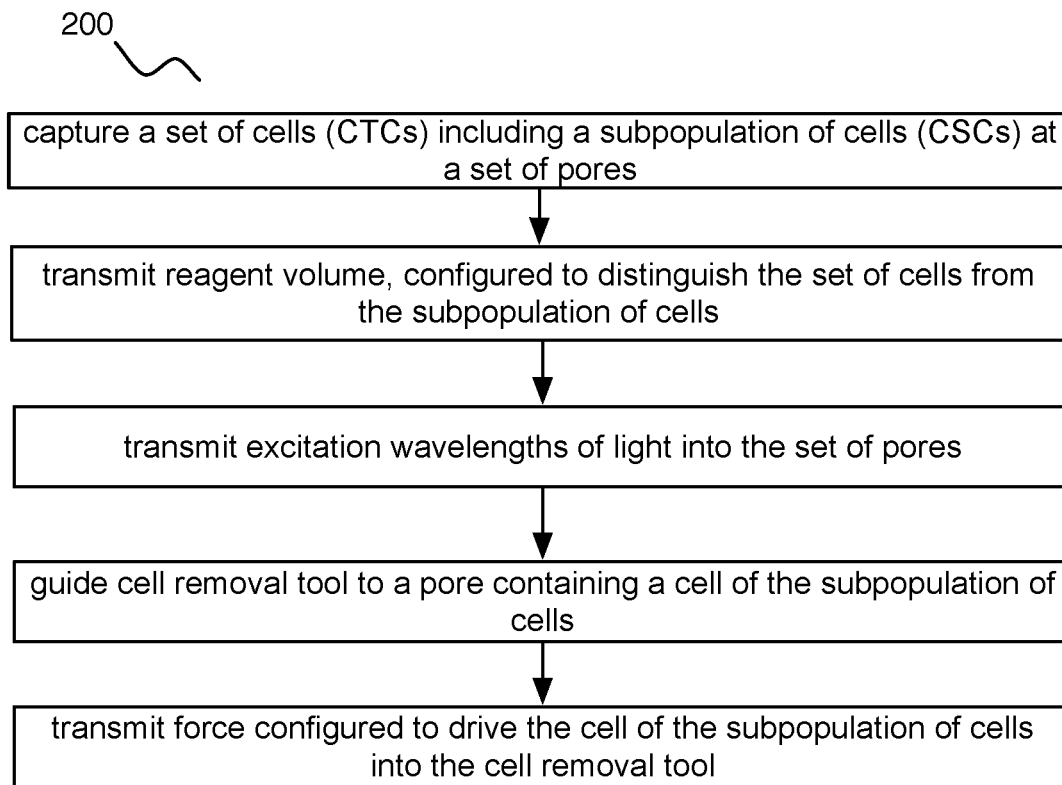 200
capture a set of cells (CTCs) including a subpopulation of cells (CSCs) at
a set of pores
transmit reagent volume, configured to distinguish the set of cells from
the subpopulation of cells
transmit excitation wavelengths of light into the set of pores
guide cell removal tool to a pore containing a cell of the subpopulation of
cells
transmit force configured to drive the cell of the subpopulation of cells
into the cell removal tool